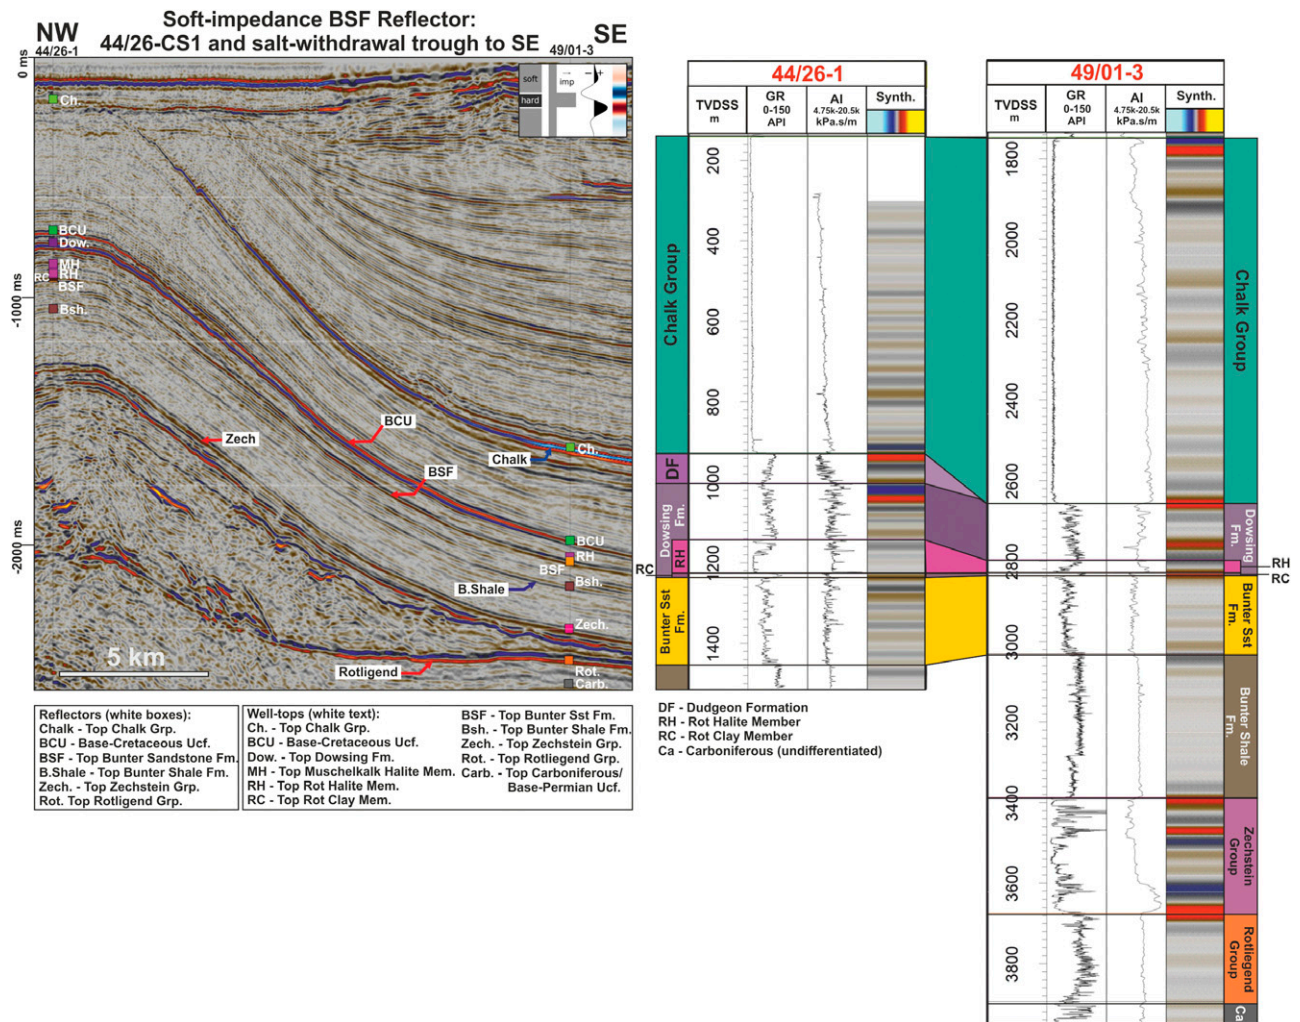 Soft-impedance BSF Reflector:
44/26-CS1 and salt-withdrawal trough to SE
NW
SE
44/26-1
49/01-3
0 ms
-1000 ms
-2000 ms
soft
hard
imp
- +
Ch.
BCU
Dow.
MH
RC
RH
BSF
Bsh.
Zech
BCU
BSF
Chalk
Ch.
BCU
RH
BSF
B.Shale
Bsh.
Zech.
5 km
Rotligend
Rot.
Carb.
Reflectors (white boxes):
Chalk - Top Chalk Grp.
BCU - Base-Cretaceous Ucf.
BSF - Top Bunter Sandstone Fm.
B.Shale - Top Bunter Shale Fm.
Zech. - Top Zechstein Grp.
Rot. Top Rotligend Grp.
Well-tops (white text):
Ch. - Top Chalk Grp.
BCU - Base-Cretaceous Ucf.
Dow. - Top Dowsing Fm.
MH - Top Muschelkalk Halite Mem.
RH - Top Rot Halite Mem.
RC - Top Rot Clay Mem.
BSF - Top Bunter Sst Fm.
Bsh. - Top Bunter Shale Fm.
Zech. - Top Zechstein Grp.
Rot. - Top Rotliegend Grp.
Carb. - Top Carboniferous/
Base-Permian Ucf.
44/26-1
TVDSS
m
GR
0-150
API
AI
4.75k-20.5k
kPa.s/m
Synth.
200
400
600
800
1000
1200
1400
Chalk Group
DF
Dowsing
Fm.
RH
RC
Bunter Sst
Fm.
DF - Dudgeon Formation
RH - Rot Halite Member
RC - Rot Clay Member
Ca - Carboniferous (undifferentiated)
49/01-3
TVDSS
m
GR
0-150
API
AI
4.75k-20.5k
kPa.s/m
Synth.
1800
2000
2200
2400
2600
2800
3000
3200
3400
3600
3800
Chalk Group
Dowsing
Fm.
RH
RC
Bunter Sst
Fm.
Bunter Shale
Fm.
Zechstein
Group
Rotliegend
Group
Ca